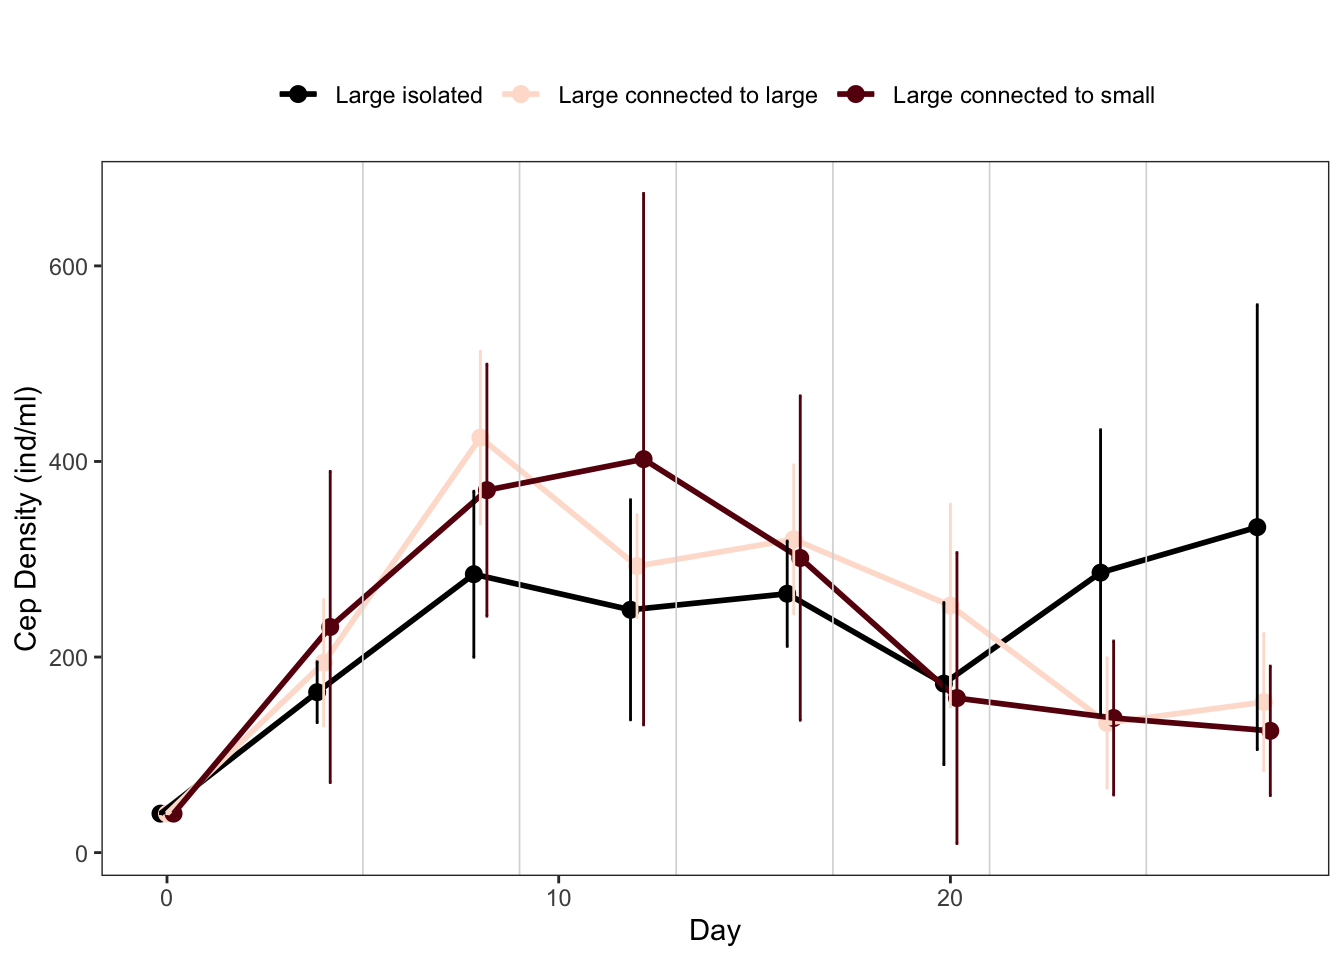 Large isolated Large connected to large Large connected to small
Cep Density (ind/ml)
600
400
200
0
0 10 20
Day